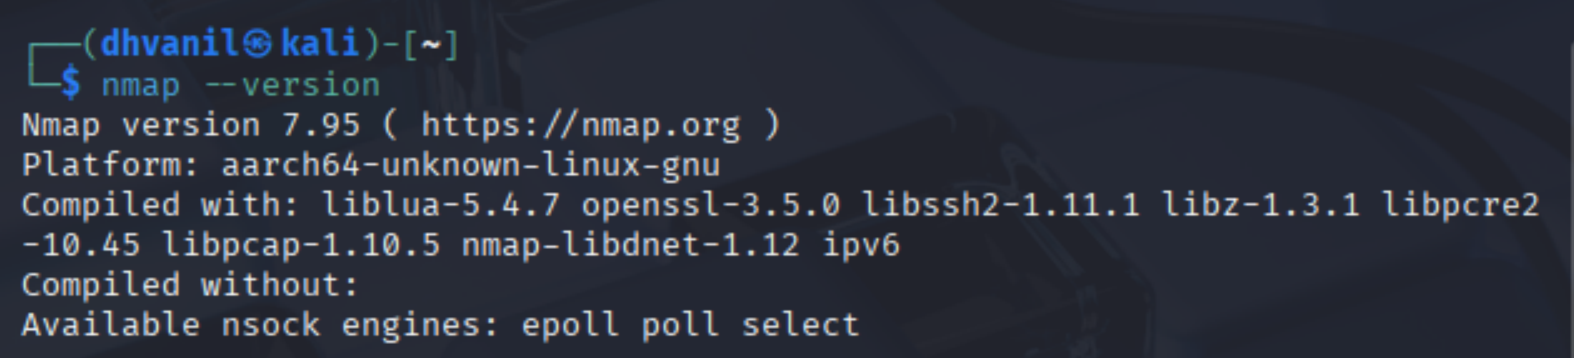 ┌──(dhvanil㉿kali)-[~]
└─$ nmap --version
Nmap version 7.95 ( https://nmap.org )
Platform: aarch64-unknown-linux-gnu
Compiled with: liblua-5.4.7 openssl-3.5.0 libssh2-1.11.1 libz-1.3.1 libpcre2
-10.45 libpcap-1.10.5 nmap-libdnet-1.12 ipv6
Compiled without:
Available nsock engines: epoll poll select